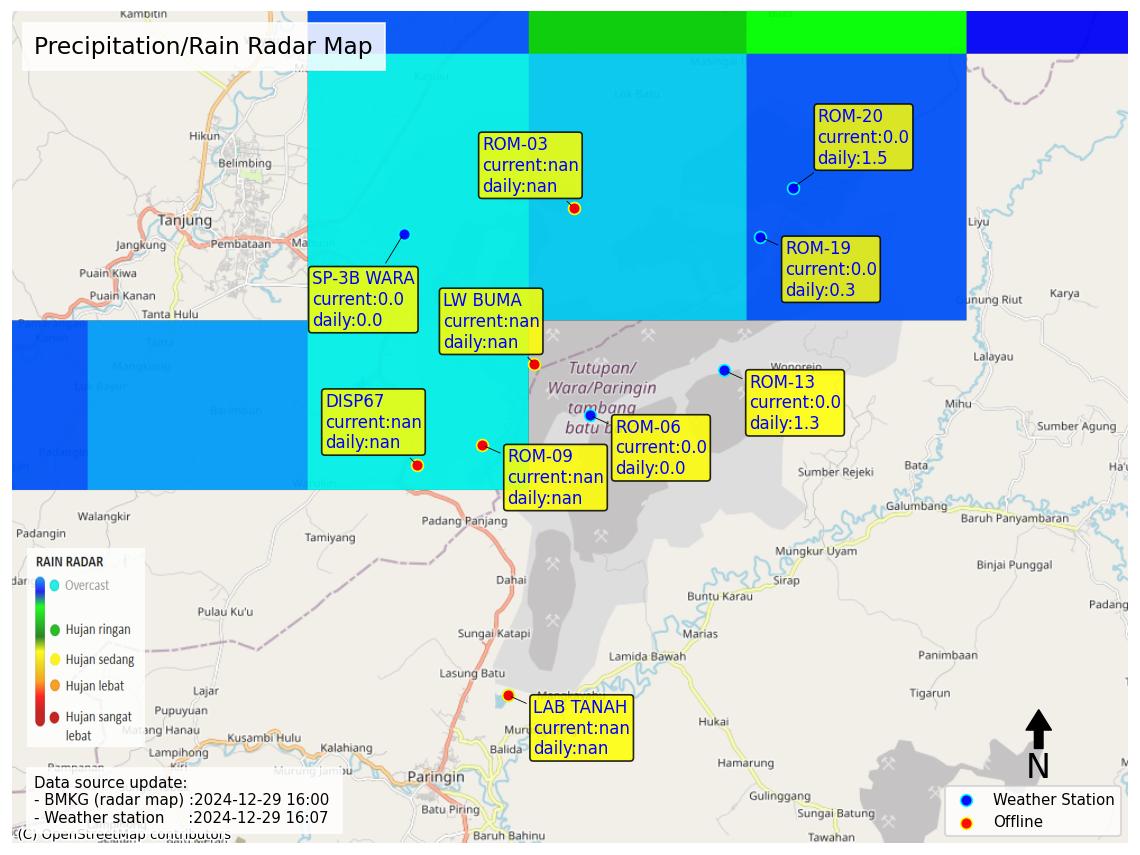 Kambitin
Precipitation/Rain Radar Map
Hikun
Belimbing
Tanjung
Jangkung
Pembataan
Puain Kiwa
Puain Kanan
Tanta Hulu
ROM-03
current:nan
daily:nan
ROM-20
current:0.0
daily:1.5
ROM-19
current:0.0
daily:0.3
SP-3B WARA
current:0.0
daily:0.0
LW BUMA
current:nan
daily:nan
Liyu
Gunung Riut
Karya
Lalayau
Mihu
Sumber Agung
Bata
Sumber Rejeki
Galumbang
Baruh Panyambaran
Tutupan/
Wara/Paringin
tambang
batu b
Wonorejo
ROM-13
current:0.0
daily:1.3
ROM-06
current:0.0
daily:0.0
DISP67
current:nan
daily:nan
ROM-09
current:nan
daily:nan
Walangkir
Padangin
Tamiyang
Padang Panjang
Mungkur Uyam
Binjai Punggal
Sirap
Dahai
Buntu Karau
Padang
Pulau Ku'u
Sungai Katapi
Marias
Lamida Bawah
Panimbaan
Lasung Batu
Tigarun
Lajar
Pupuyuan
Matang Hanau
Kusambi Hulu
Lampihong
Kalahiang
Murung Jambu
Hukai
Hamarung
Balida
Paringin
Batu Piring
Baruh Bahinu
Gulinggang
Sungai Batung
Tawahan
LAB TANAH
current:nan
daily:nan
RAIN RADAR
Overcast
Hujan ringan
Hujan sedang
Hujan lebat
Hujan sangat
lebat
Data source update:
- BMKG (radar map) :2024-12-29 16:00
- Weather station :2024-12-29 16:07
(C) OpenStreetMap contributors
N
Weather Station
Offline